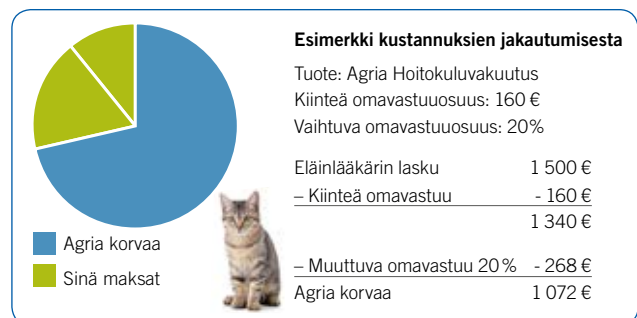 Esimerkki kustannuksien jakautumisesta
Tuote: Agria Hoitokuluvakuutus
Kiinteä omavastuuosuus: 160 €
Vaihtuva omavastuuosuus: 20%
Eläinlääkärin lasku 1 500 €
– Kiinteä omavastuu - 160 €
1 340 €
– Muuttuva omavastuu 20 % - 268 €
Agria korvaa 1 072 €
Agria korvaa
Sinä maksat